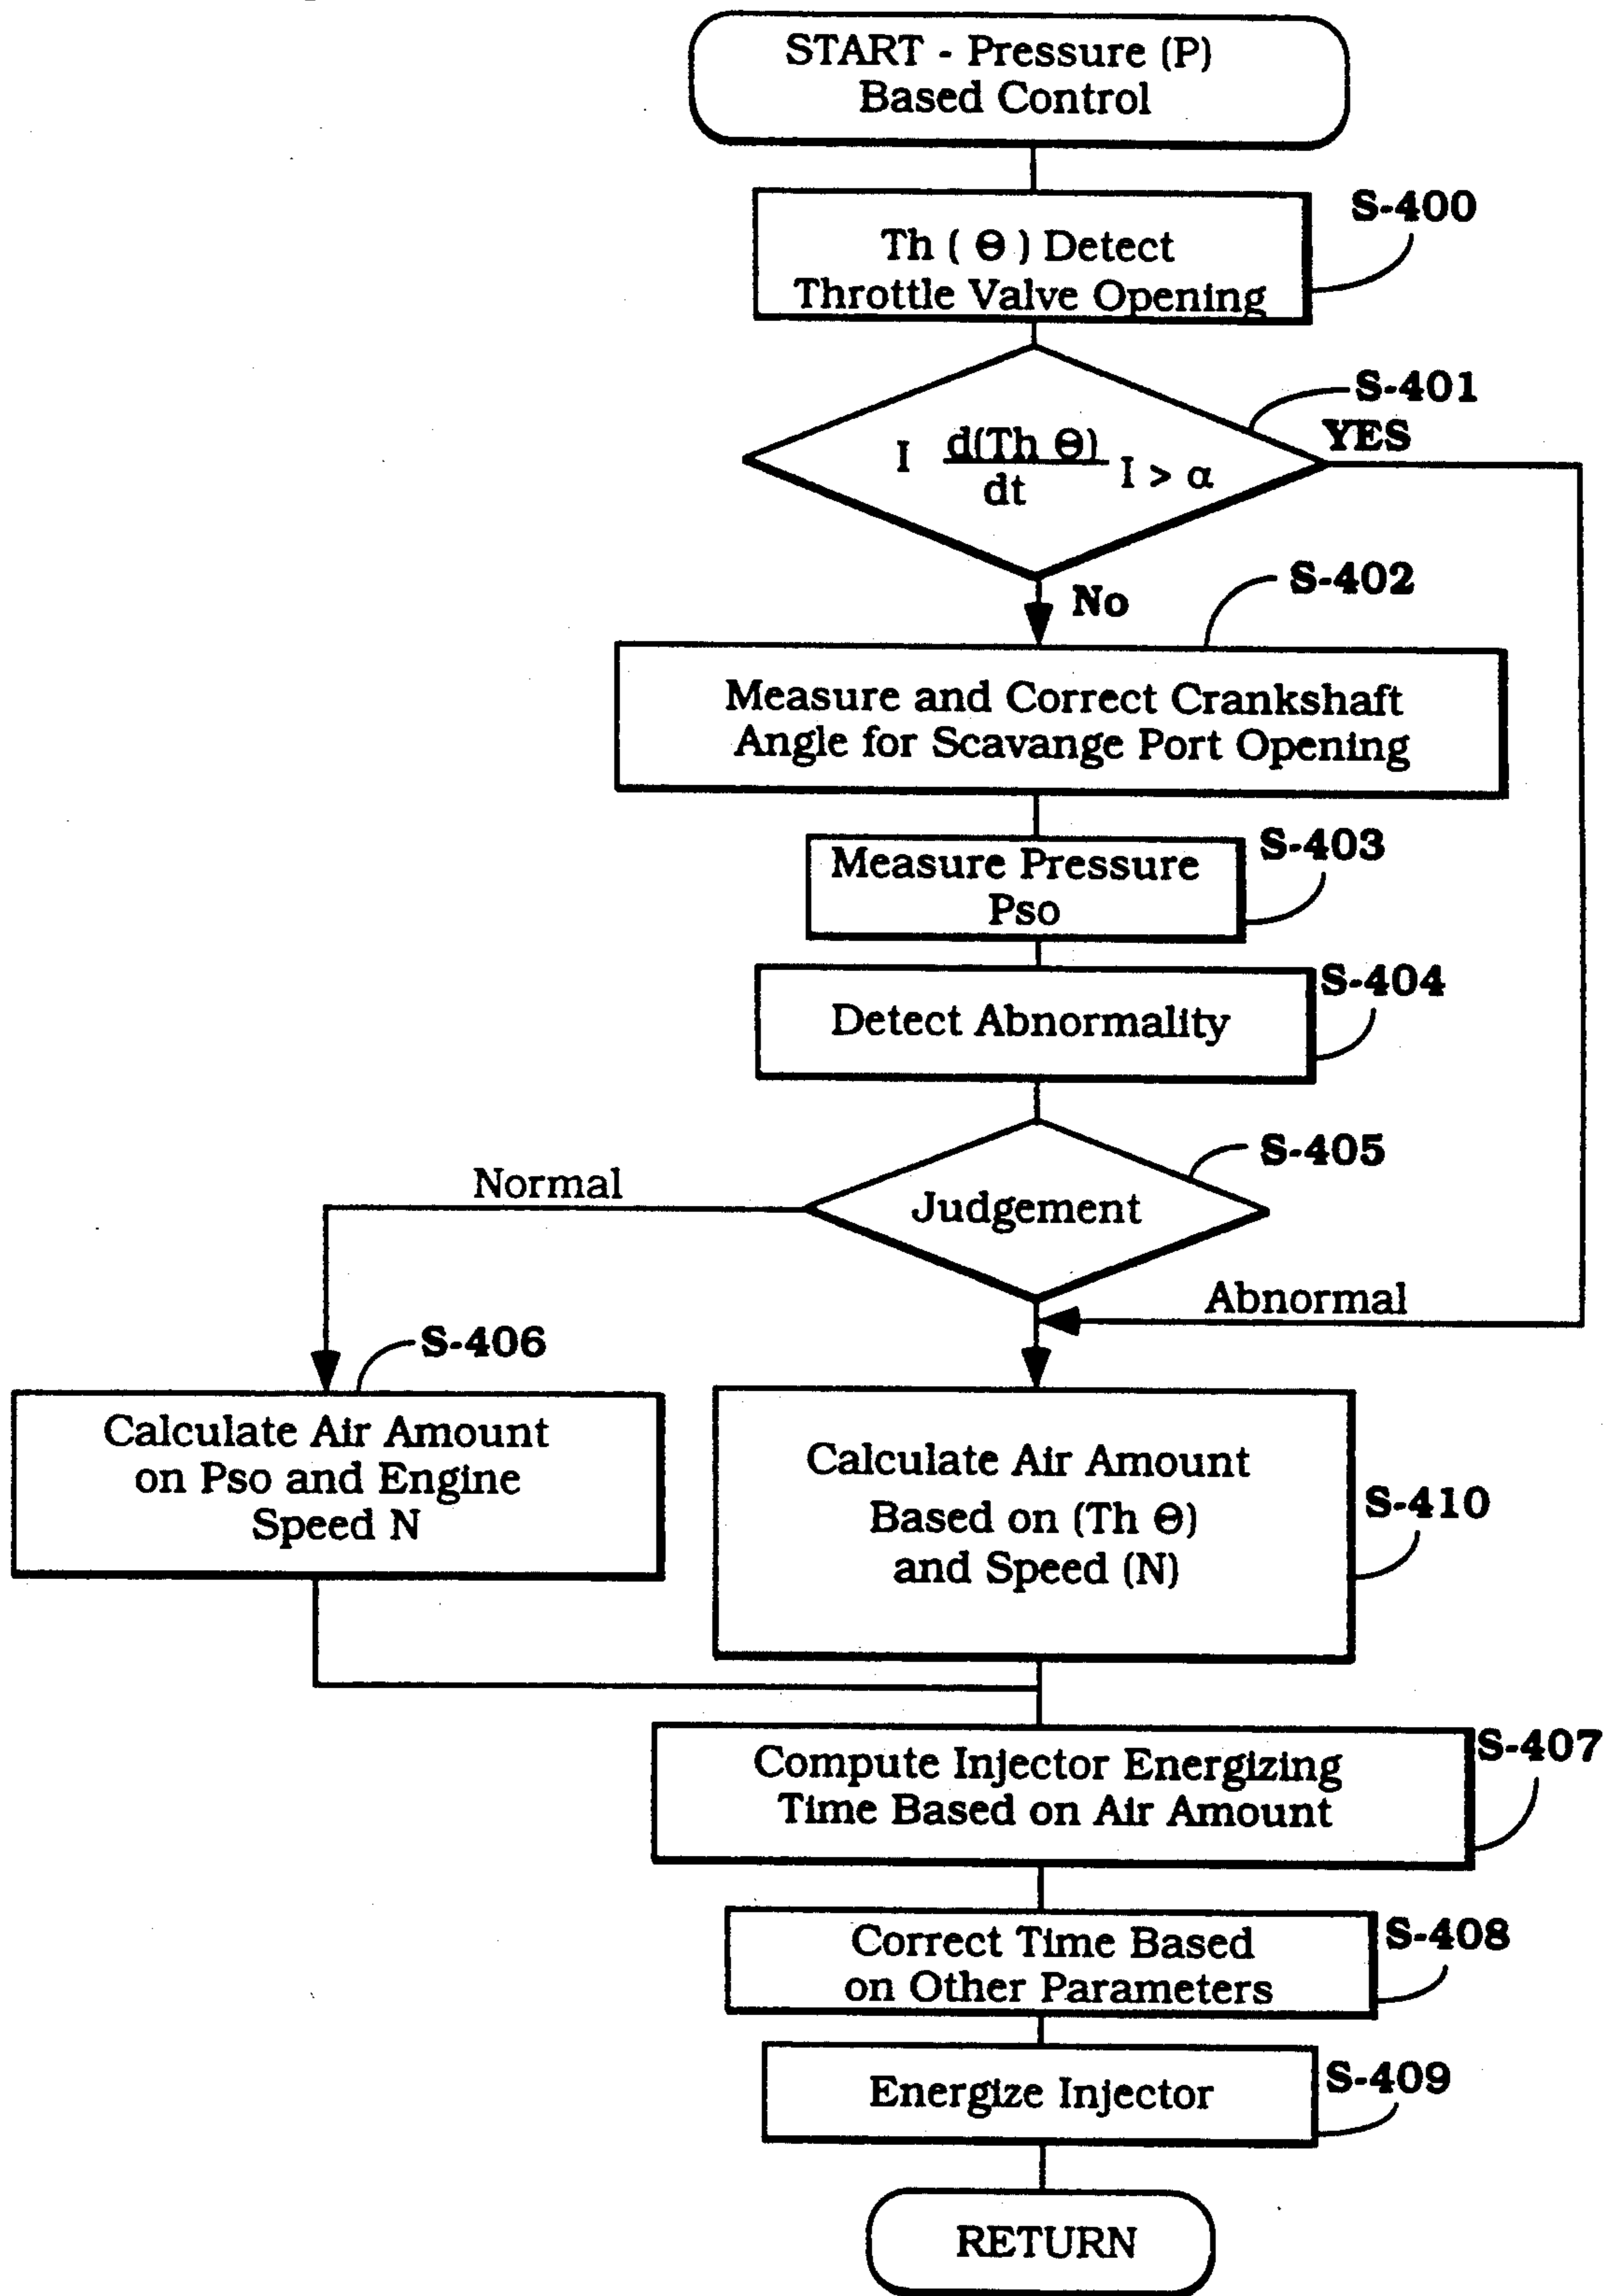 START - Pressure (P)
Based Control
S-400
Th ( Θ ) Detect
Throttle Valve Opening
S-401
YES
I d(Th Θ)
dt I > α
No
S-402
Measure and Correct Crankshaft
Angle for Scavange Port Opening
S-403
Measure Pressure
Pso
S-404
Detect Abnormality
S-405
Normal
Judgement
Abnormal
S-406
Calculate Air Amount
on Pso and Engine
Speed N
Calculate Air Amount
Based on (Th Θ)
and Speed (N)
S-410
S-407
Compute Injector Energizing
Time Based on Air Amount
S-408
Correct Time Based
on Other Parameters
S-409
Energize Injector
RETURN